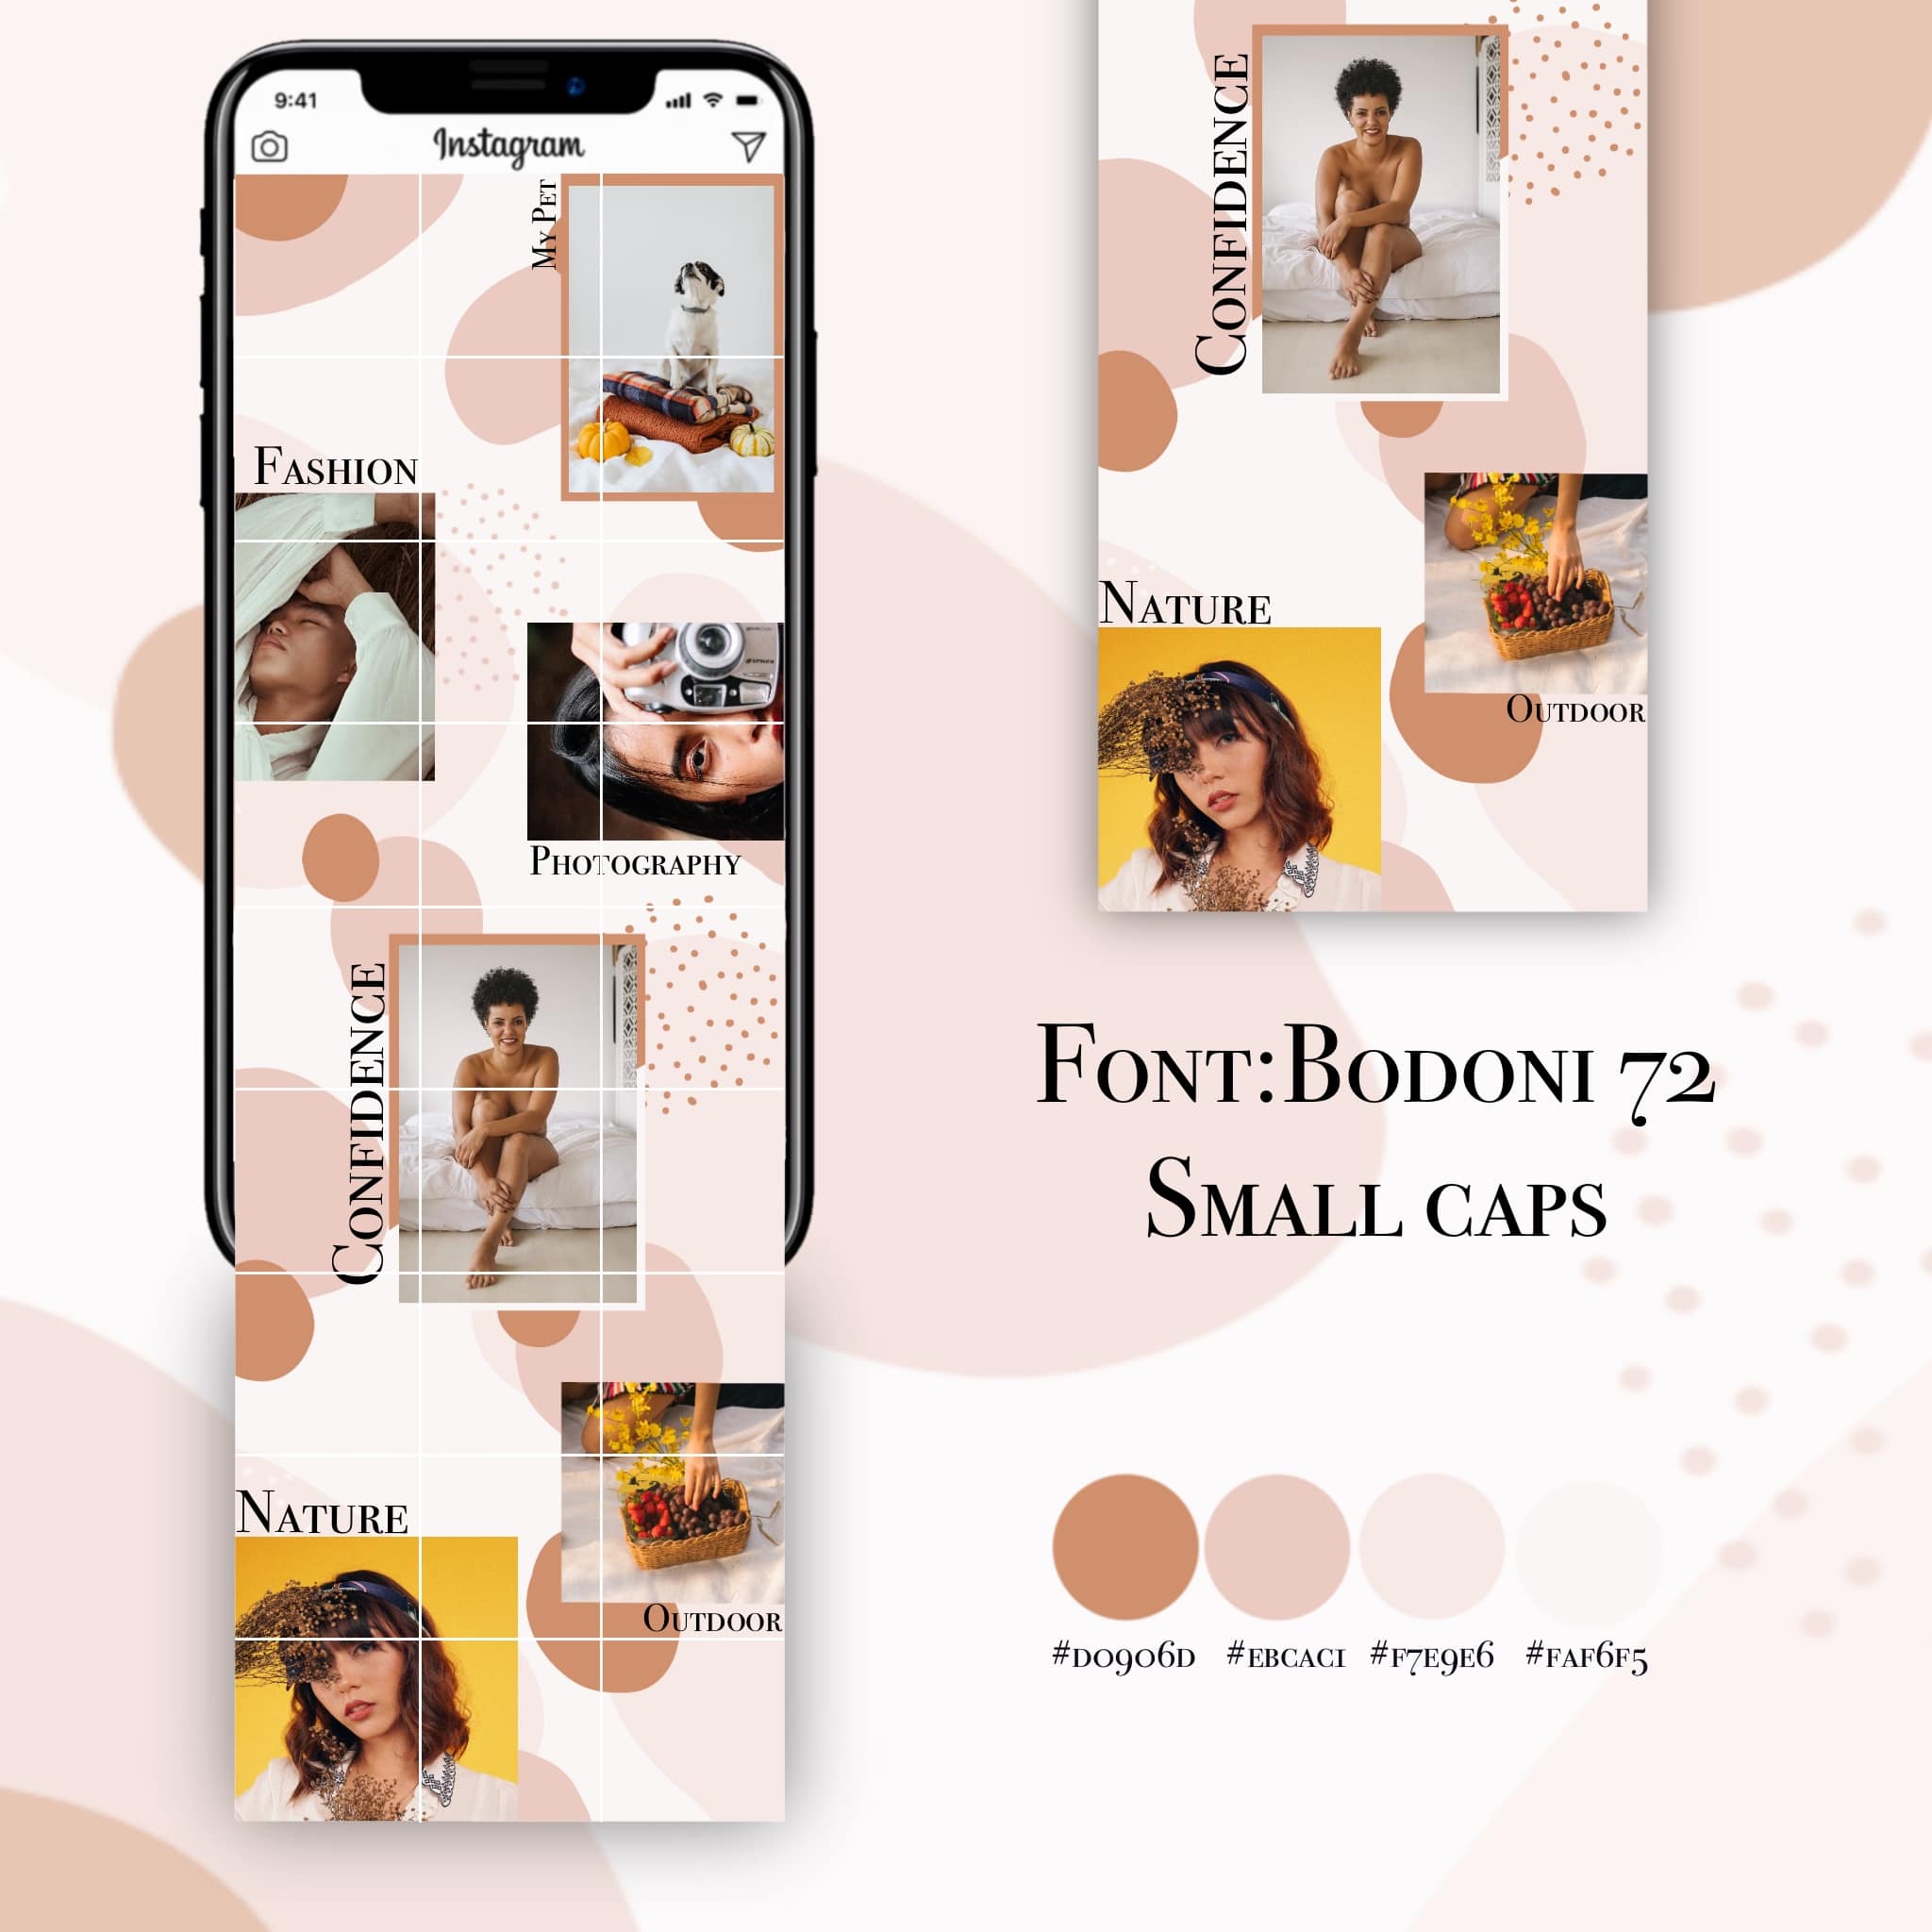 9:41
Instagram
My Pet
Fashion
Photography
Confidence
Nature
Outdoor
Confidence
Nature
Outdoor
Font:Bodoni 72
Small caps
#d0906d #ebcac1 #f7e9e6 #faf6f5